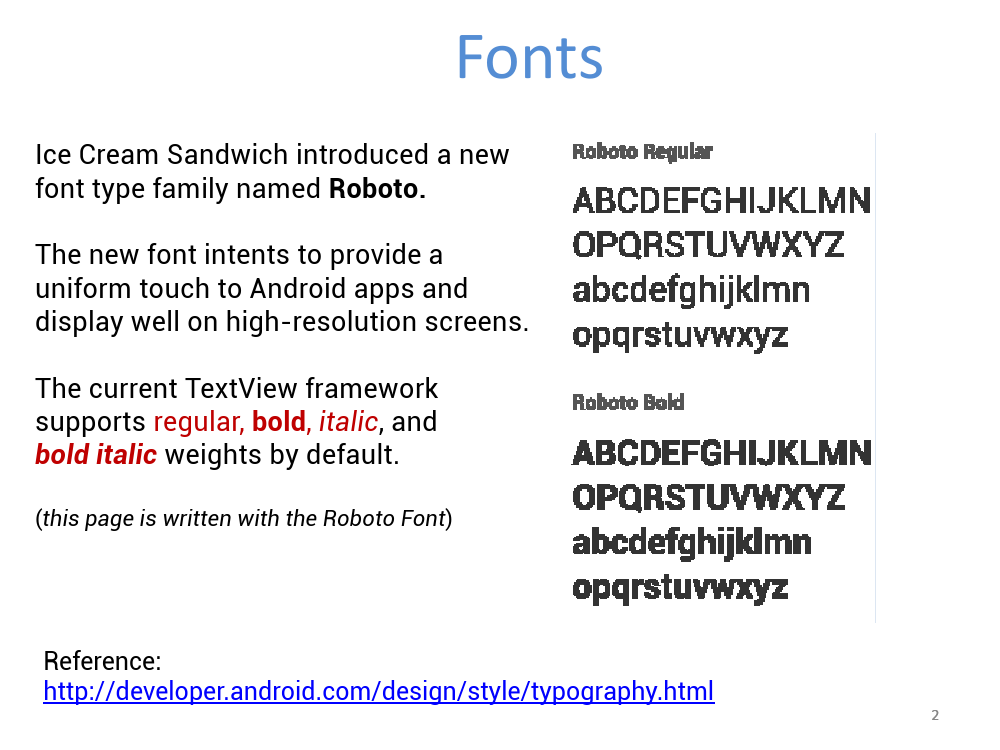 Fonts
Ice Cream Sandwich introduced a new
font type family named Roboto.
The new font intents to provide a
uniform touch to Android apps and
display well on high-resolution screens.
The current TextView framework
supports regular, bold, italic, and
bold italic weights by default.
(this page is written with the Roboto Font)
Roboto Regular
ABCDEFGHIJKLMN
OPQRSTUVWXYZ
abcdefghijklmn
opqrstuvwxyz
Roboto Bold
ABCDEFGHIJKLMN
OPQRSTUVWXYZ
abcdefghijklmn
opqrstuvwxyz
Reference:
http://developer.android.com/design/style/typography.html
2